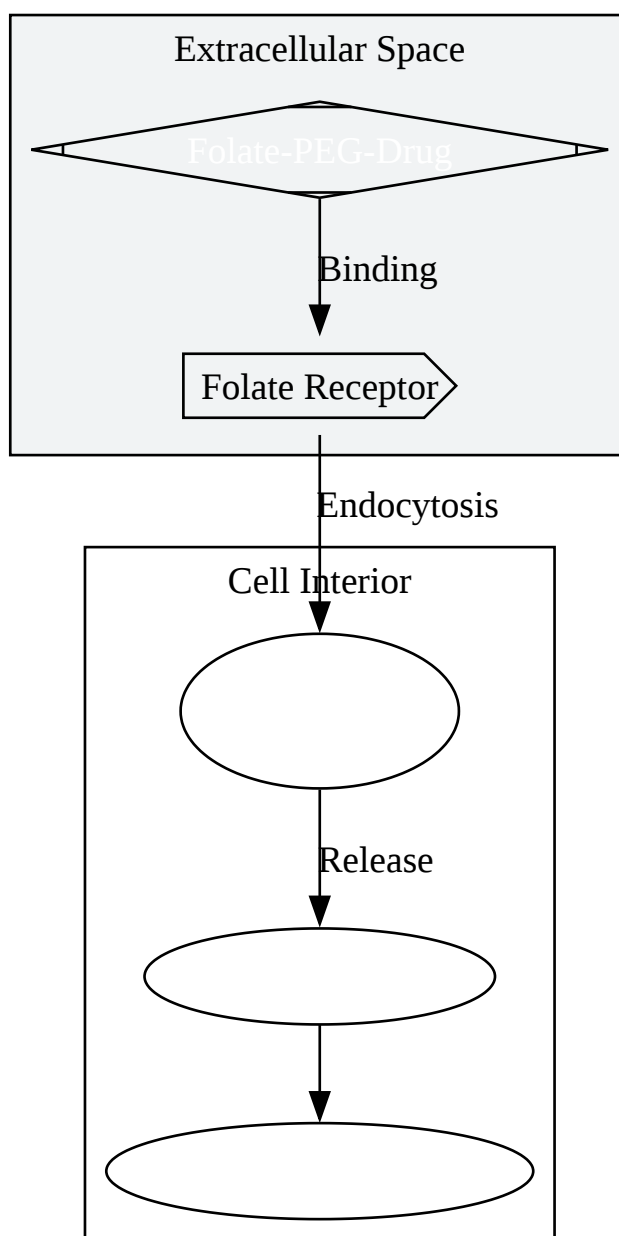 Extracellular Space
Folate-PEG-Drug
Binding
Folate Receptor
Endocytosis
Cell Interior
Release